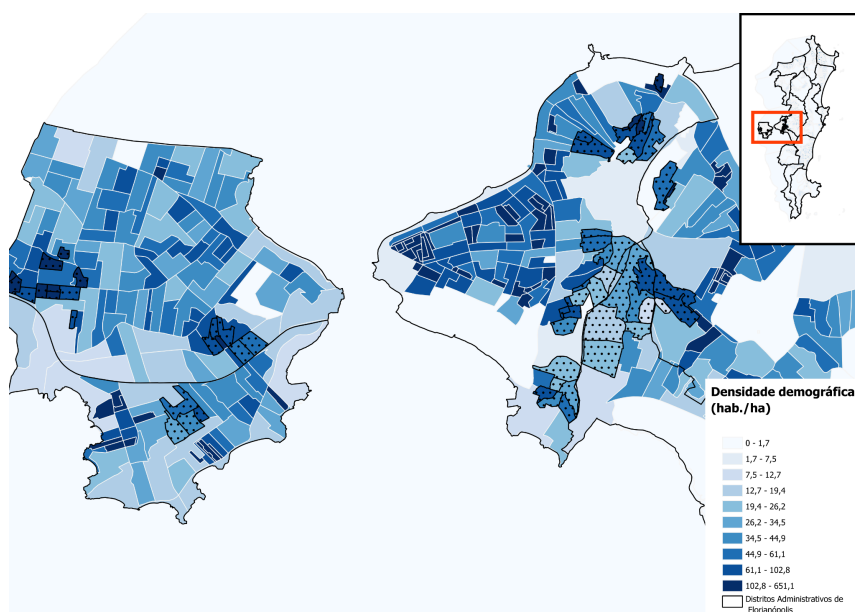 Densidade demográfica
(hab./ha)
0 - 1,7
1,7 - 7,5
7,5 - 12,7
12,7 - 19,4
19,4 - 26,2
26,2 - 34,5
34,5 - 44,9
44,9 - 61,1
61,1 - 102,8
102,8 - 651,1
Distritos Administrativos de
Florianópolis